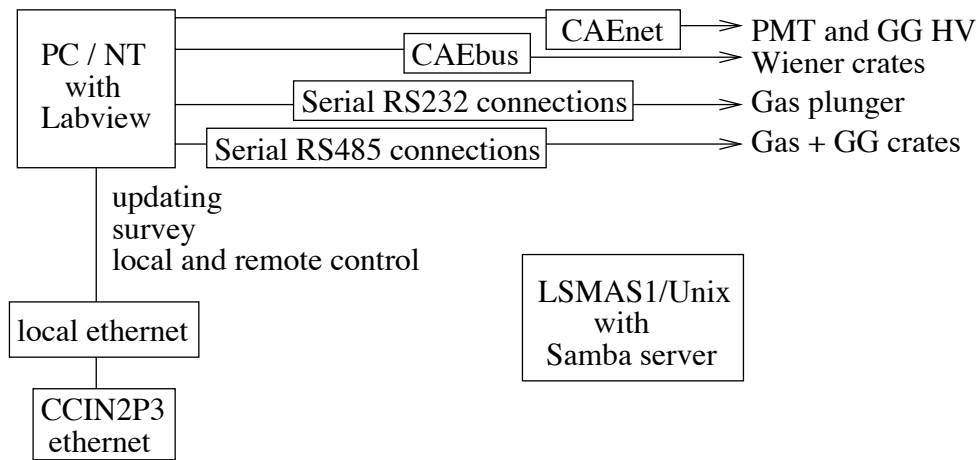 PC / NT
with
Labview
CAEnet
PMT and GG HV
CAEbus
Wiener crates
Serial RS232 connections
Gas plunger
Serial RS485 connections
Gas + GG crates
updating
survey
local and remote control
LSMAS1/Unix
with
Samba server
local ethernet
CCIN2P3
ethernet